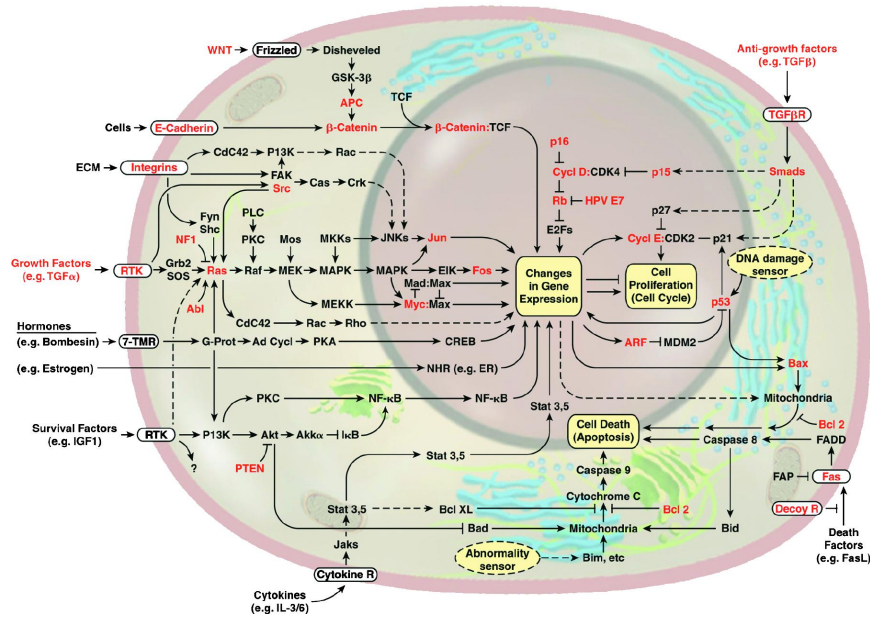 WNT
Frizzled
Disheveled
GSK-3β
APC
TCF
Cells
E-Cadherin
β-Catenin
β-Catenin:TCF
Anti-growth factors
(e.g. TGFβ)
TGFβR
CdC42
P13K
Rac
ECM
Integrins
FAK
Src
Cas
Crk
p16
Cycl D:CDK4
p15
Smads
Rb
HPV E7
E2Fs
p27
Cycl E:CDK2
p21
Fyn
Shc
PLC
NF1
PKC
Mos
MKKs
JNKs
Jun
DNA damage
sensor
Growth Factors
(e.g. TGFα)
RTK
Grb2
SOS
Ras
Raf
MEK
MAPK
MAPK
ElK
Fos
Changes
in Gene
Expression
Cell
Proliferation
(Cell Cycle)
Mad:Max
MEKK
Myc:Max
p53
Abl
CdC42
Rac
Rho
Hormones
(e.g. Bombesin)
7-TMR
G-Prot
Ad Cycl
PKA
CREB
ARF
MDM2
(e.g. Estrogen)
NHR (e.g. ER)
Bax
PKC
NF-κB
NF-κB
Stat 3,5
Mitochondria
Survival Factors
(e.g. IGF1)
RTK
P13K
Akt
Akkα
IκB
Cell Death
(Apoptosis)
Bcl 2
Caspase 8
FADD
?
PTEN
Stat 3,5
Caspase 9
FAP
Fas
Cytochrome C
Stat 3,5
Bcl XL
Bcl 2
Decoy R
Bad
Mitochondria
Bid
Death
Factors
(e.g. FasL)
Jaks
Abnormality
sensor
Bim, etc
Cytokine R
Cytokines
(e.g. IL-3/6)